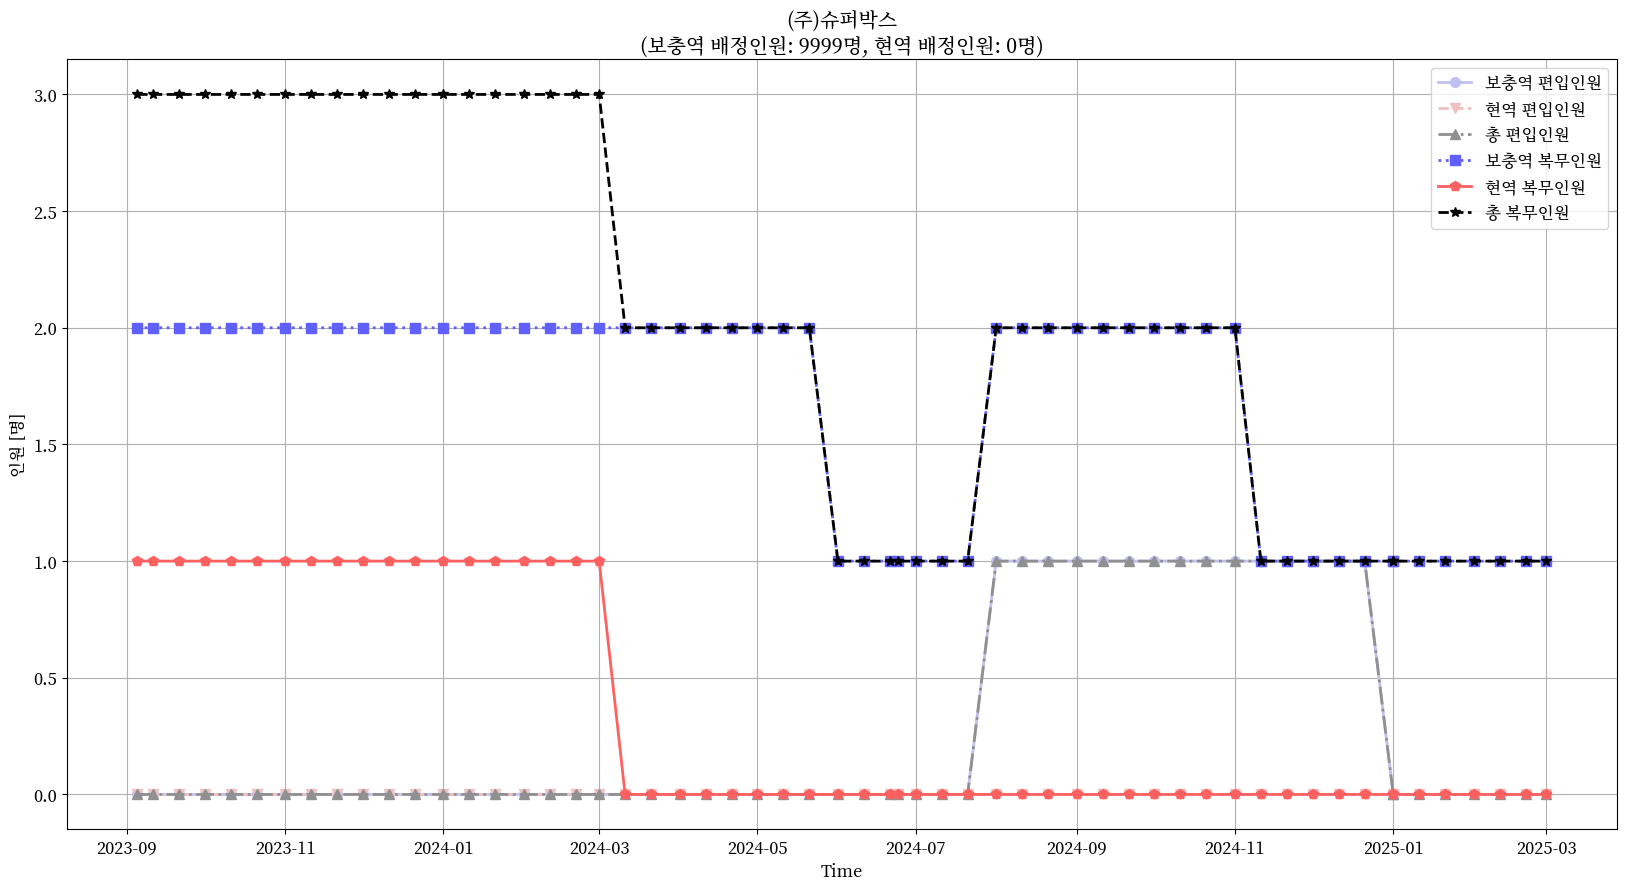 (주)슈퍼박스
(보충역 배정인원: 9999명, 현역 배정인원: 0명)
보충역 편입인원
현역 편입인원
총 편입인원
보충역 복무인원
현역 복무인원
총 복무인원
인원 [명]
3.0
2.5
2.0
1.5
1.0
0.5
0.0
2023-09 2023-11 2024-01 2024-03 2024-05 2024-07 2024-09 2024-11 2025-01 2025-03
Time